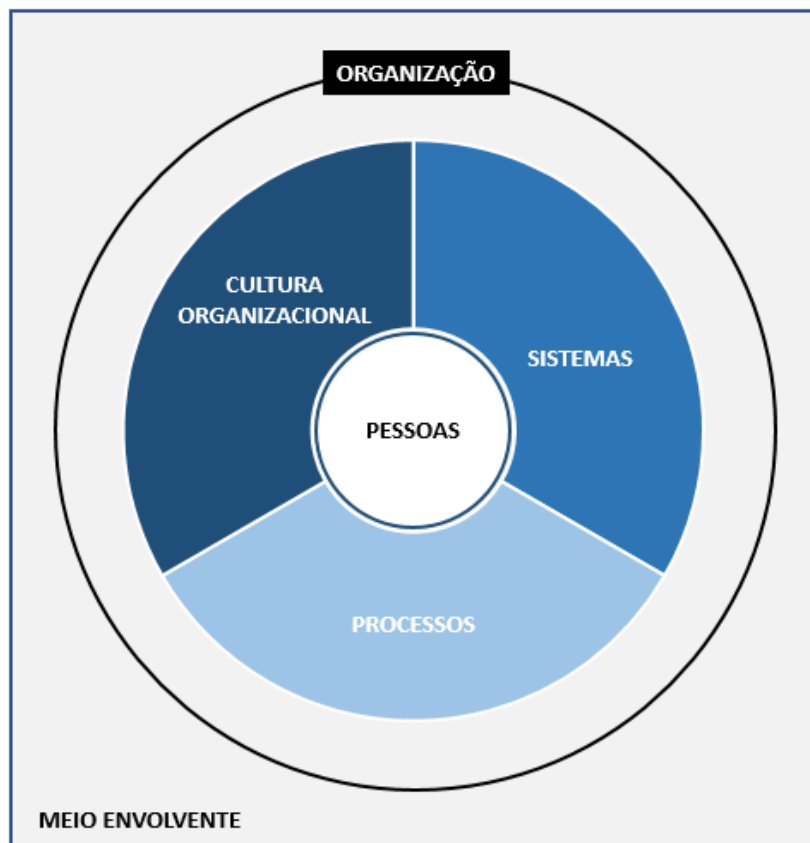 ORGANIZAÇÃO
CULTURA
ORGANIZACIONAL
SISTEMAS
PESSOAS
PROCESSOS
MEIO ENVOLVENTE